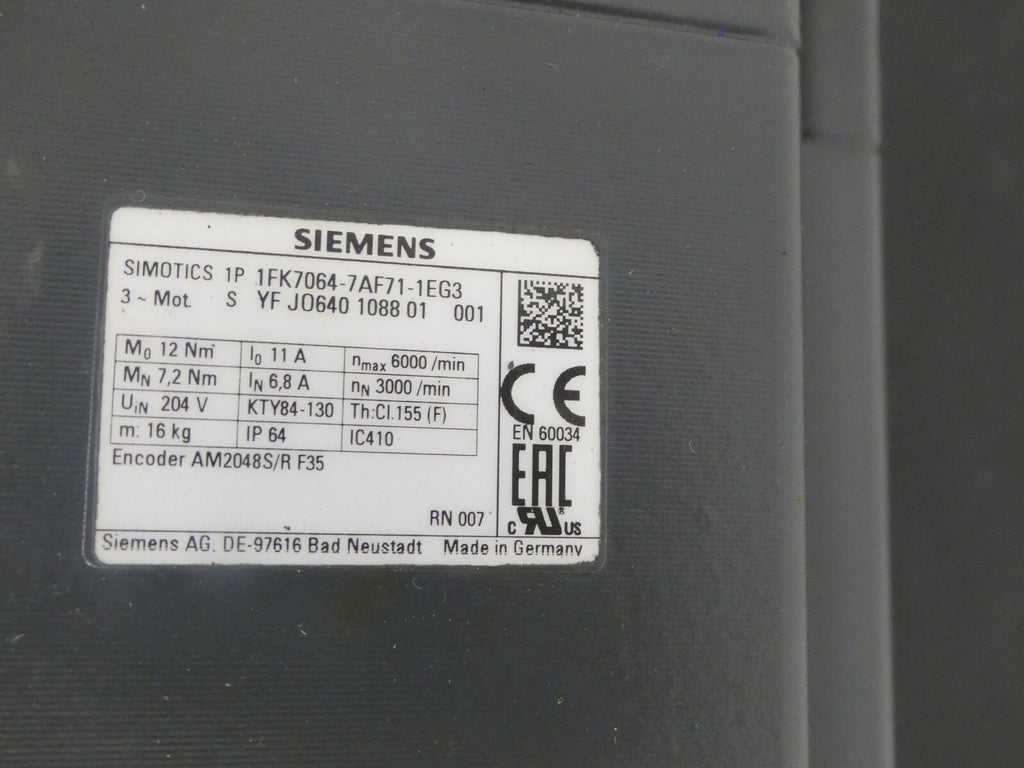 SIEMENS
SIMOTICS 1P 1FK7064-7AF71-1EG3
3 ~ Mot. S YF J0640 1088 01 001
M0 12 Nm I0 11 A nmax 6000 /min
MN 7,2 Nm IN 6,8 A nN 3000 /min
UiN 204 V KTY84-130 Th:Cl.155 (F)
m: 16 kg IP 64 IC410
Encoder AM2048S/R F35
CE
EN 60034
EAC
RN 007
c RU ® US
Siemens AG, DE-97616 Bad Neustadt Made in Germany